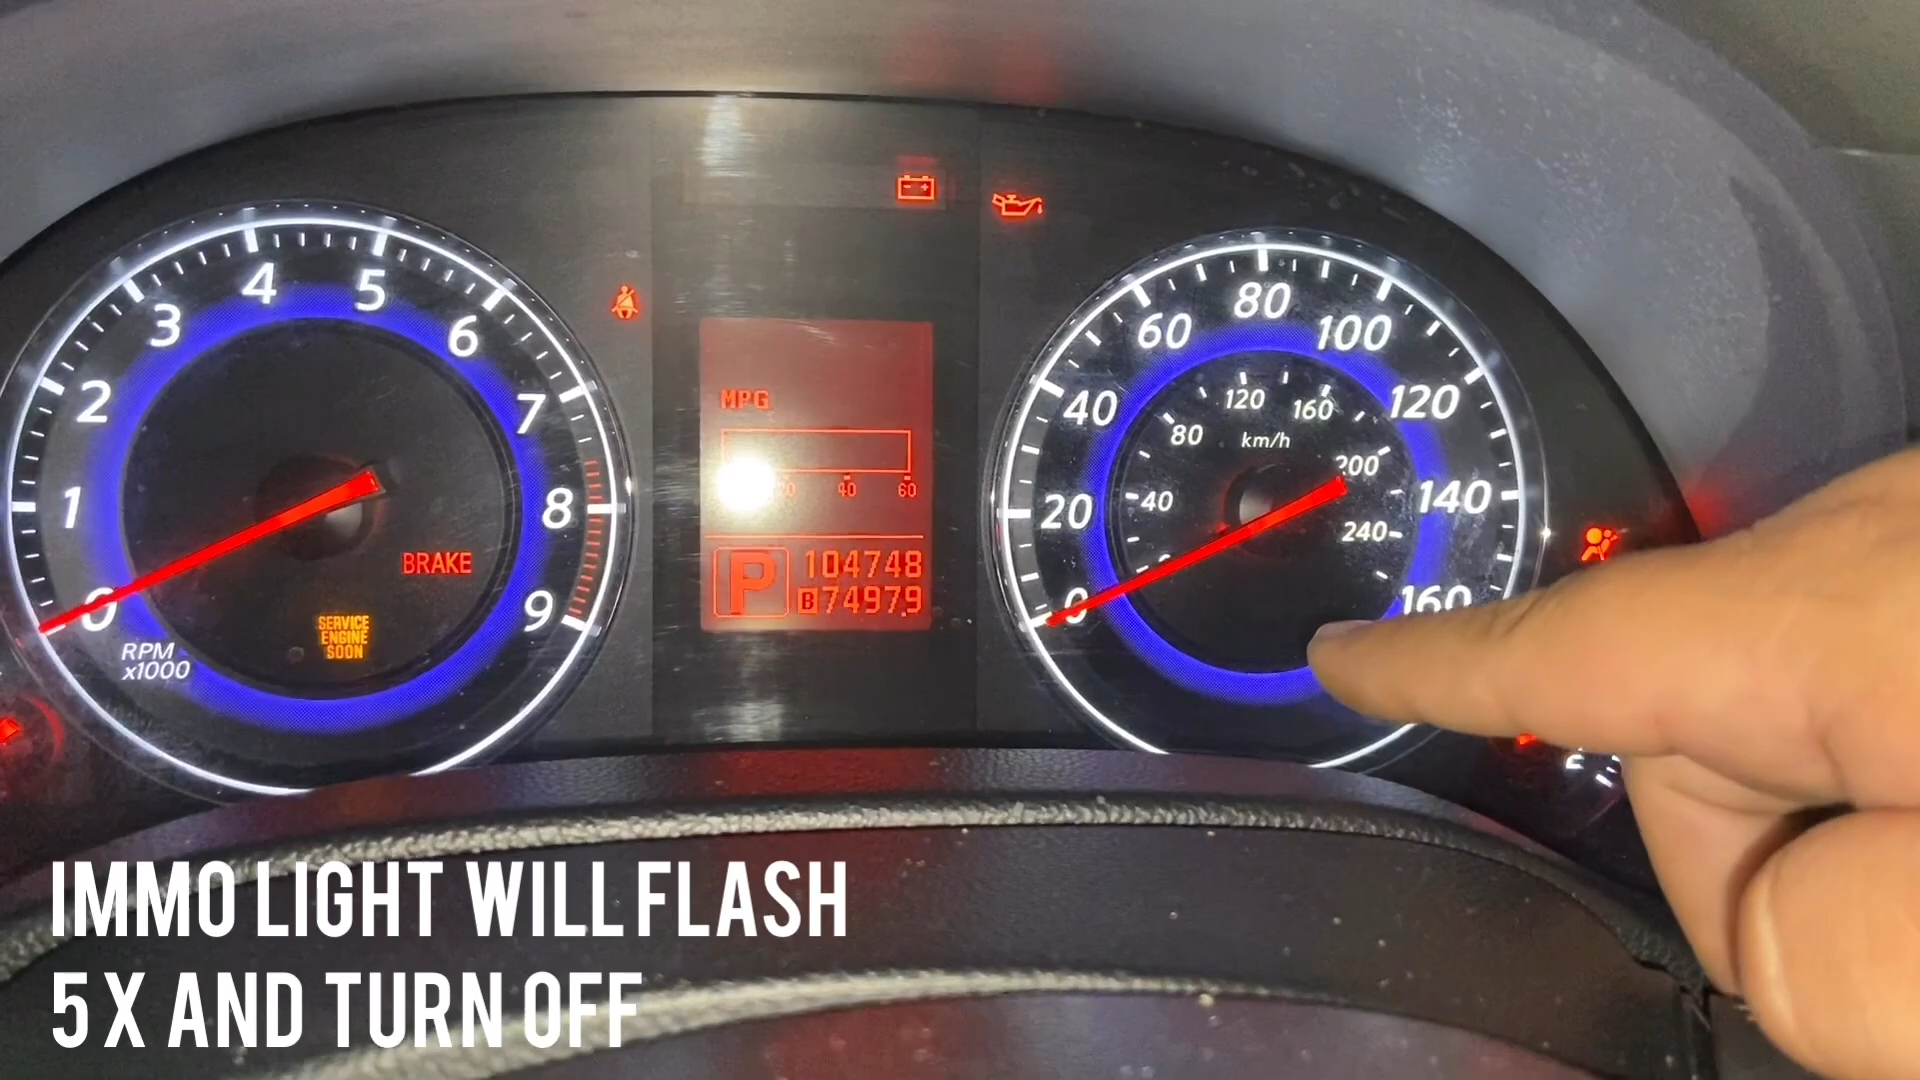 0
1
2
3
4
5
6
7
8
9
RPM
x1000
BRAKE
SERVICE
ENGINE
SOON
MPG
40 60
P 104748
B 74979
0
20
40
60
80
100
120
140
160
km/h
40
80
120
160
200
240
IMMO LIGHT WILL FLASH
5 X AND TURN OFF